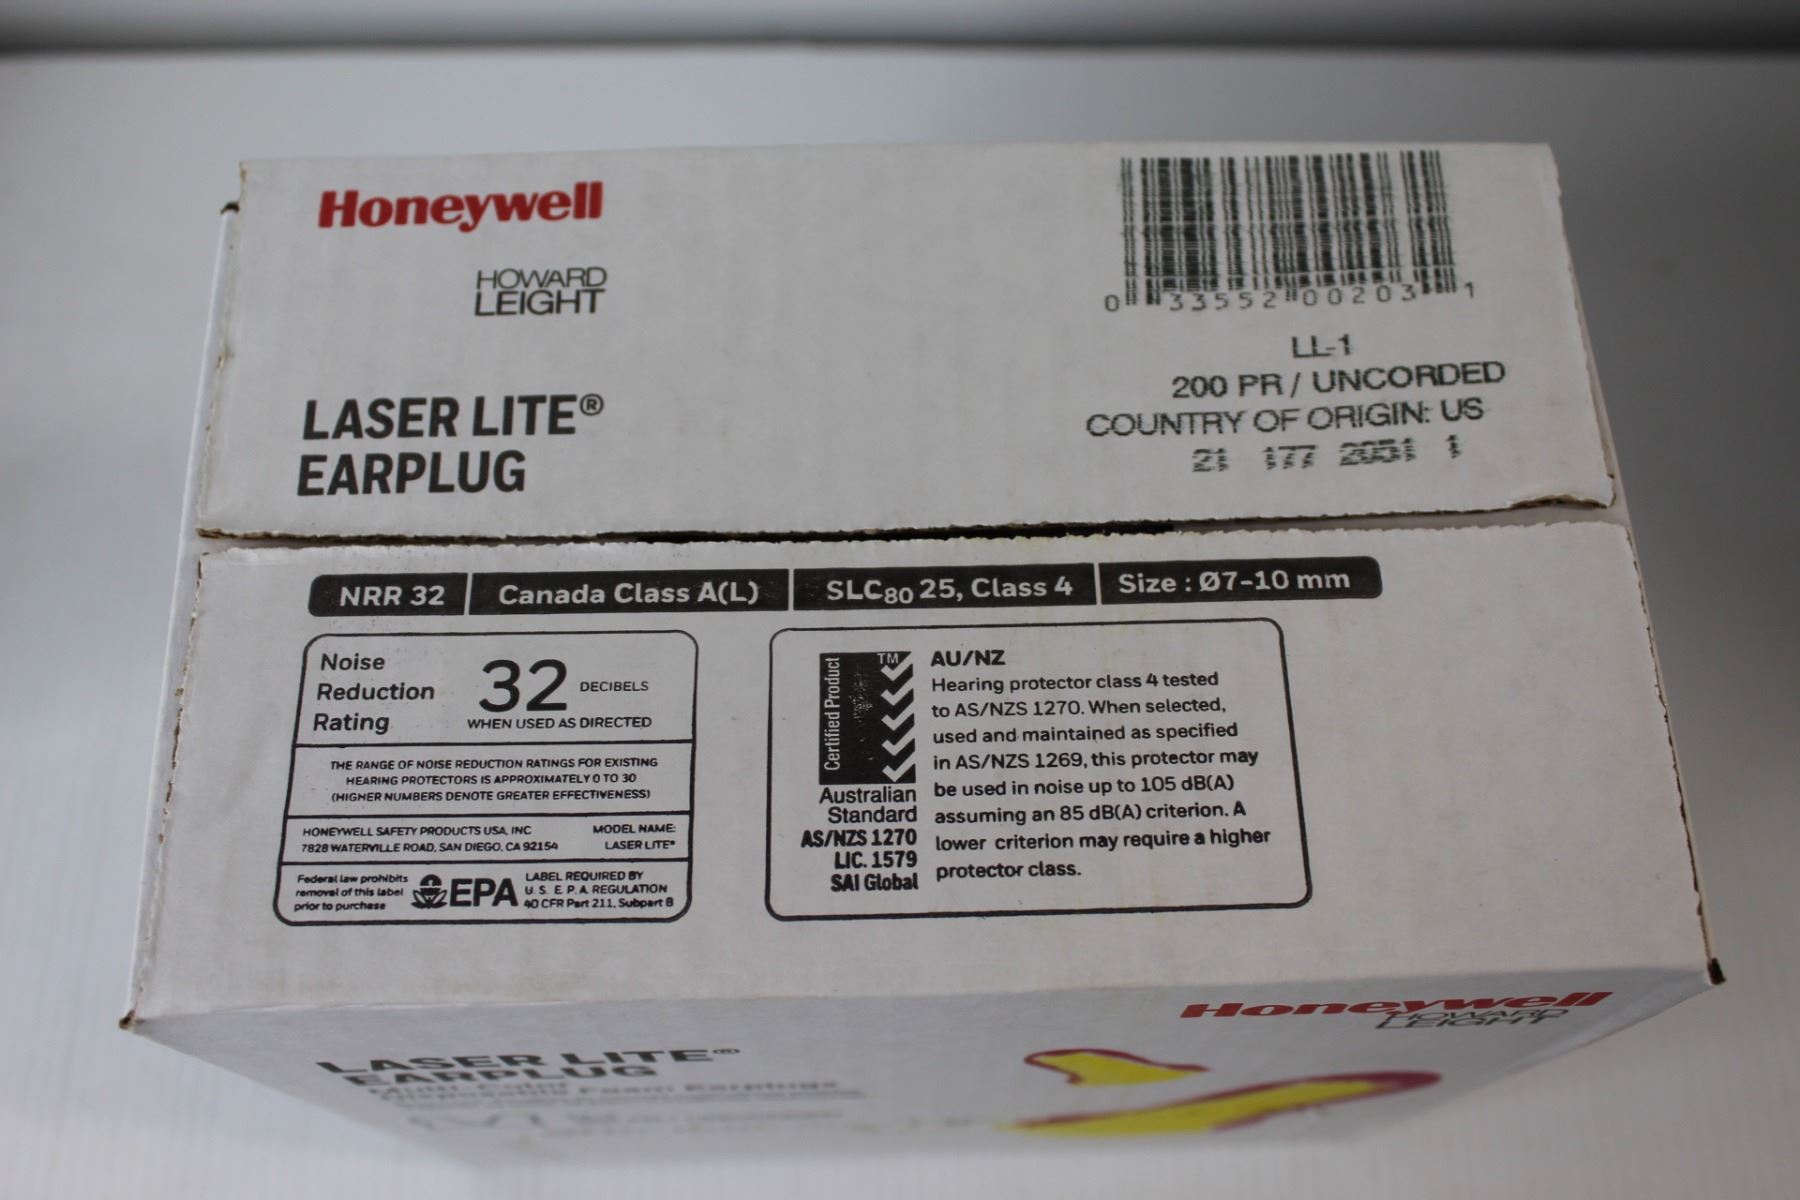 Honeywell
HOWARD
LEIGHT
LASER LITE®
EARPLUG
0 33552 00203 1
LL-1
200 PR / UNCORDED
COUNTRY OF ORIGIN: US
21 177 2051 1
NRR 32
Canada Class A(L)
SLC80 25, Class 4
Size : Ø7-10 mm
Noise
Reduction
Rating
32 DECIBELS
WHEN USED AS DIRECTED
THE RANGE OF NOISE REDUCTION RATINGS FOR EXISTING
HEARING PROTECTORS IS APPROXIMATELY 0 TO 30
(HIGHER NUMBERS DENOTE GREATER EFFECTIVENESS)
HONEYWELL SAFETY PRODUCTS USA, INC
7828 WATERVILLE ROAD, SAN DIEGO, CA 92154
MODEL NAME:
LASER LITE®
Federal law prohibits
removal of this label
prior to purchase
EPA
LABEL REQUIRED BY
U. S. E. P. A. REGULATION
40 CFR Part 211, Subpart B
Certified Product
TM
Australian
Standard
AS/NZS 1270
LIC. 1579
SAI Global
AU/NZ
Hearing protector class 4 tested
to AS/NZS 1270. When selected,
used and maintained as specified
in AS/NZS 1269, this protector may
be used in noise up to 105 dB(A)
assuming an 85 dB(A) criterion. A
lower criterion may require a higher
protector class.
Honeywell
HOWARD
LEIGHT
LASER LITE®
EARPLUG
Multi-Color
Disposable Foam Earplugs